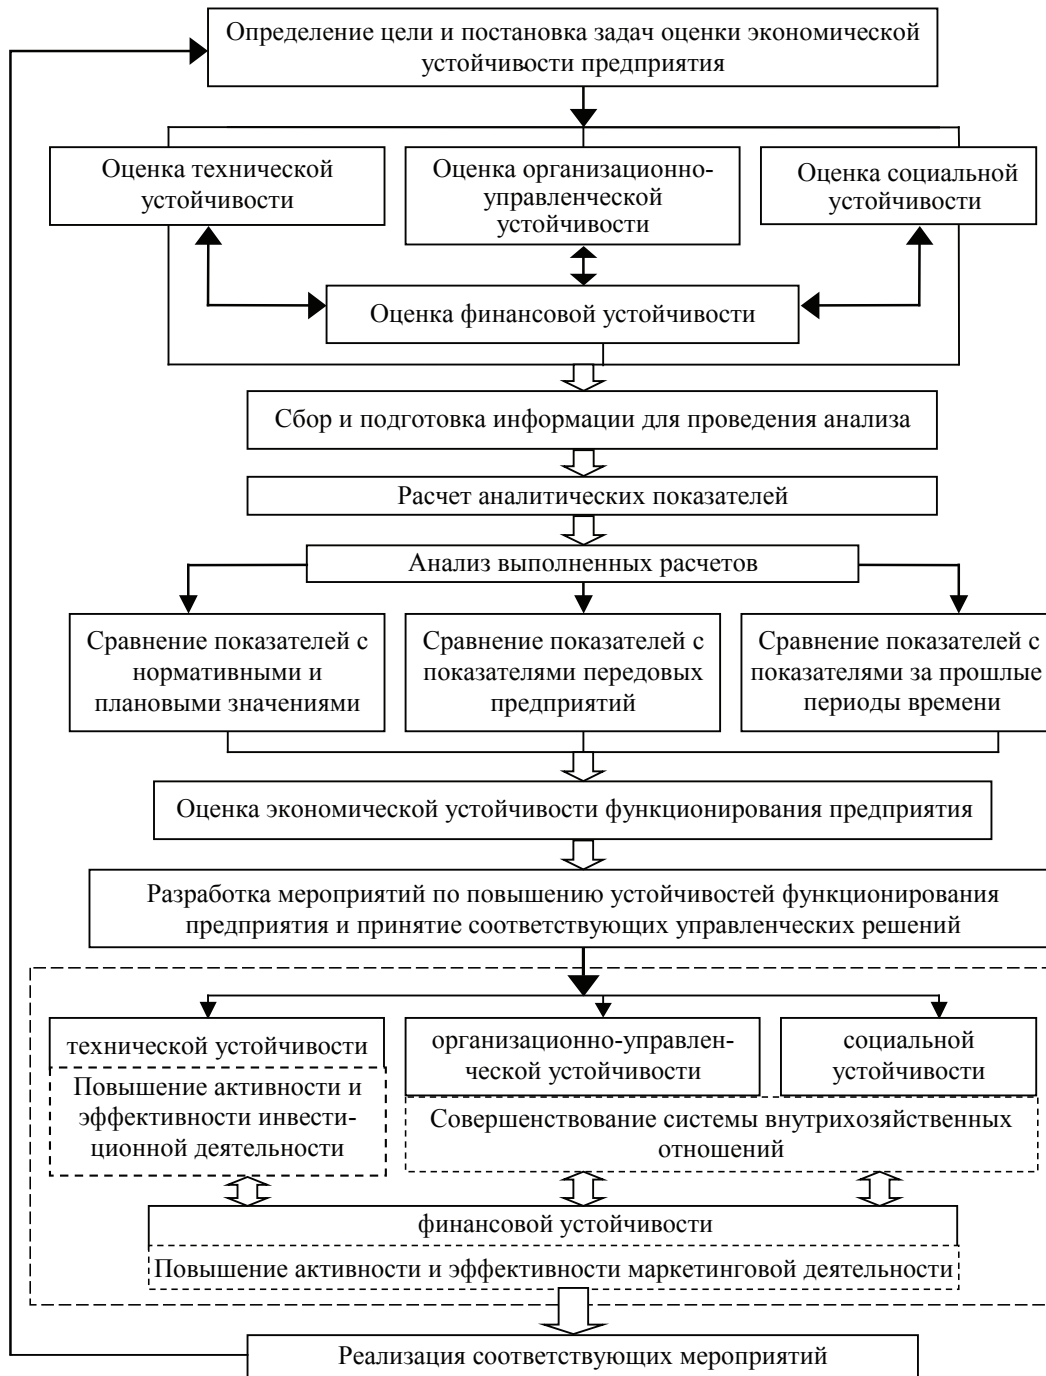 Определение цели и постановка задач оценки экономической
устойчивости предприятия
Оценка технической
устойчивости
Оценка организационно-
управленческой
устойчивости
Оценка социальной
устойчивости
Оценка финансовой устойчивости
Сбор и подготовка информации для проведения анализа
Расчет аналитических показателей
Анализ выполненных расчетов
Сравнение показателей с
нормативными и
плановыми значениями
Сравнение показателей с
показателями передовых
предприятий
Сравнение показателей с
показателями за прошлые
периоды времени
Оценка экономической устойчивости функционирования предприятия
Разработка мероприятий по повышению устойчивостей функционирования
предприятия и принятие соответствующих управленческих решений
технической устойчивости
Повышение активности и
эффективности инвести-
ционной деятельности
организационно-управлен-
ческой устойчивости
социальной
устойчивости
Совершенствование системы внутрихозяйственных
отношений
финансовой устойчивости
Повышение активности и эффективности маркетинговой деятельности
Реализация соответствующих мероприятий